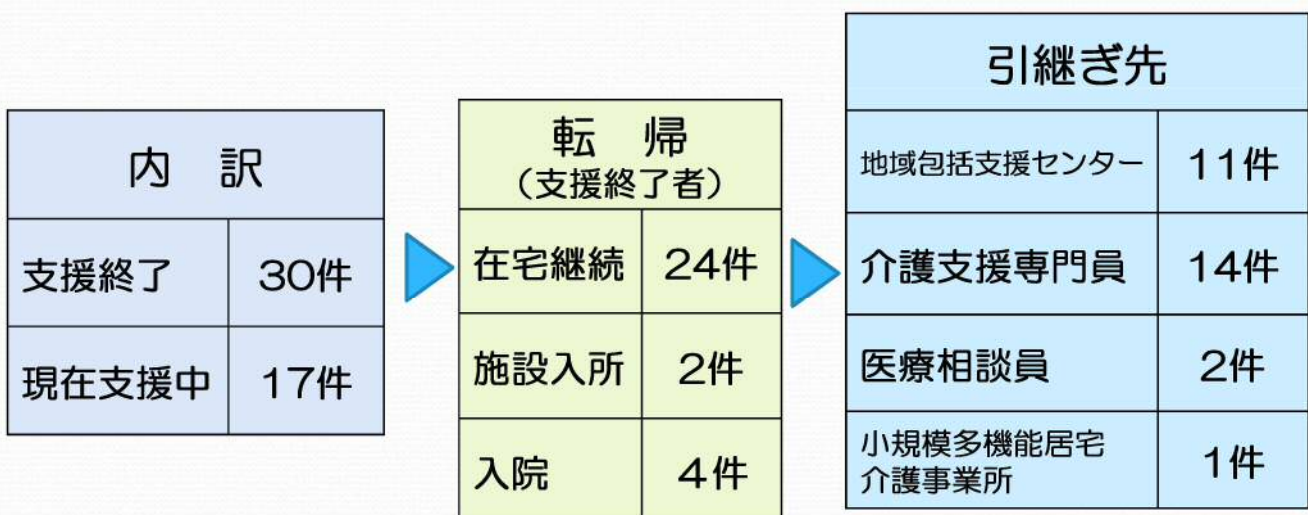 内　訳
支援終了 30件
現在支援中 17件
転　帰
（支援終了者）
在宅継続 24件
施設入所 2件
入院 4件
引継ぎ先
地域包括支援センター 11件
介護支援専門員 14件
医療相談員 2件
小規模多機能居宅
介護事業所 1件